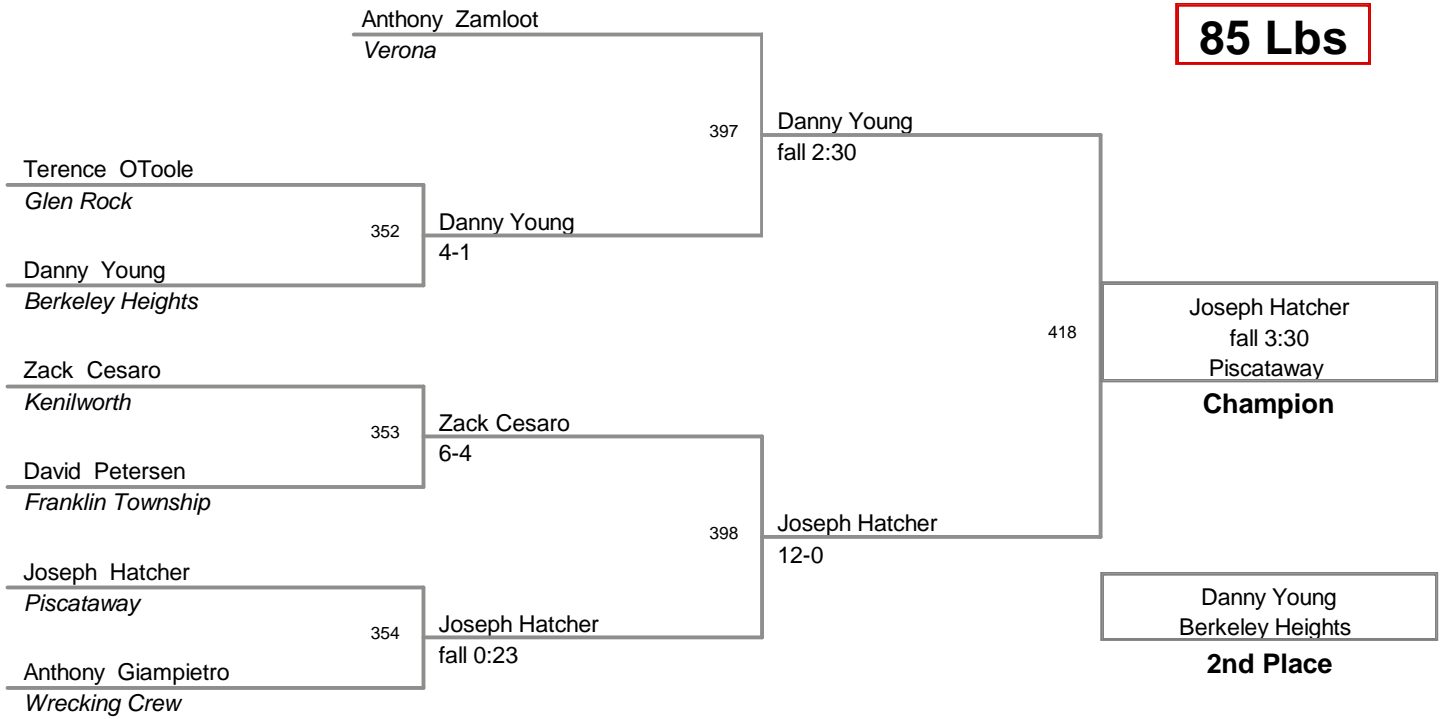 Anthony Zamloot
Verona
85 Lbs
397
Danny Young
fall 2:30
Terence OToole
Glen Rock
352
Danny Young
4-1
Danny Young
Berkeley Heights
418
Joseph Hatcher
fall 3:30
Piscataway
Champion
Zack Cesaro
Kenilworth
353
Zack Cesaro
6-4
David Petersen
Franklin Township
398
Joseph Hatcher
12-0
Joseph Hatcher
Piscataway
354
Joseph Hatcher
fall 0:23
Anthony Giampietro
Wrecking Crew
Danny Young
Berkeley Heights
2nd Place